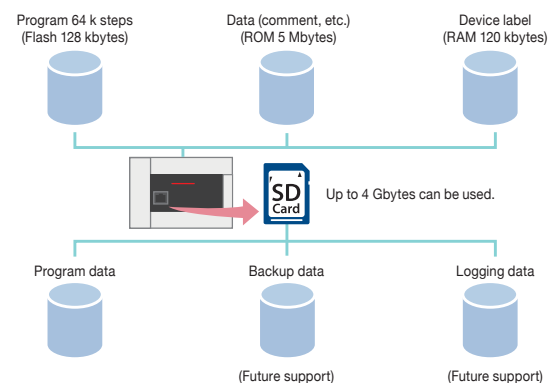 Program 64 k steps
(Flash 128 kbytes)
Data (comment, etc.)
(ROM 5 Mbytes)
Device label
(RAM 120 kbytes)
SD
Card
Up to 4 Gbytes can be used.
Program data
Backup data
Logging data
(Future support)
(Future support)